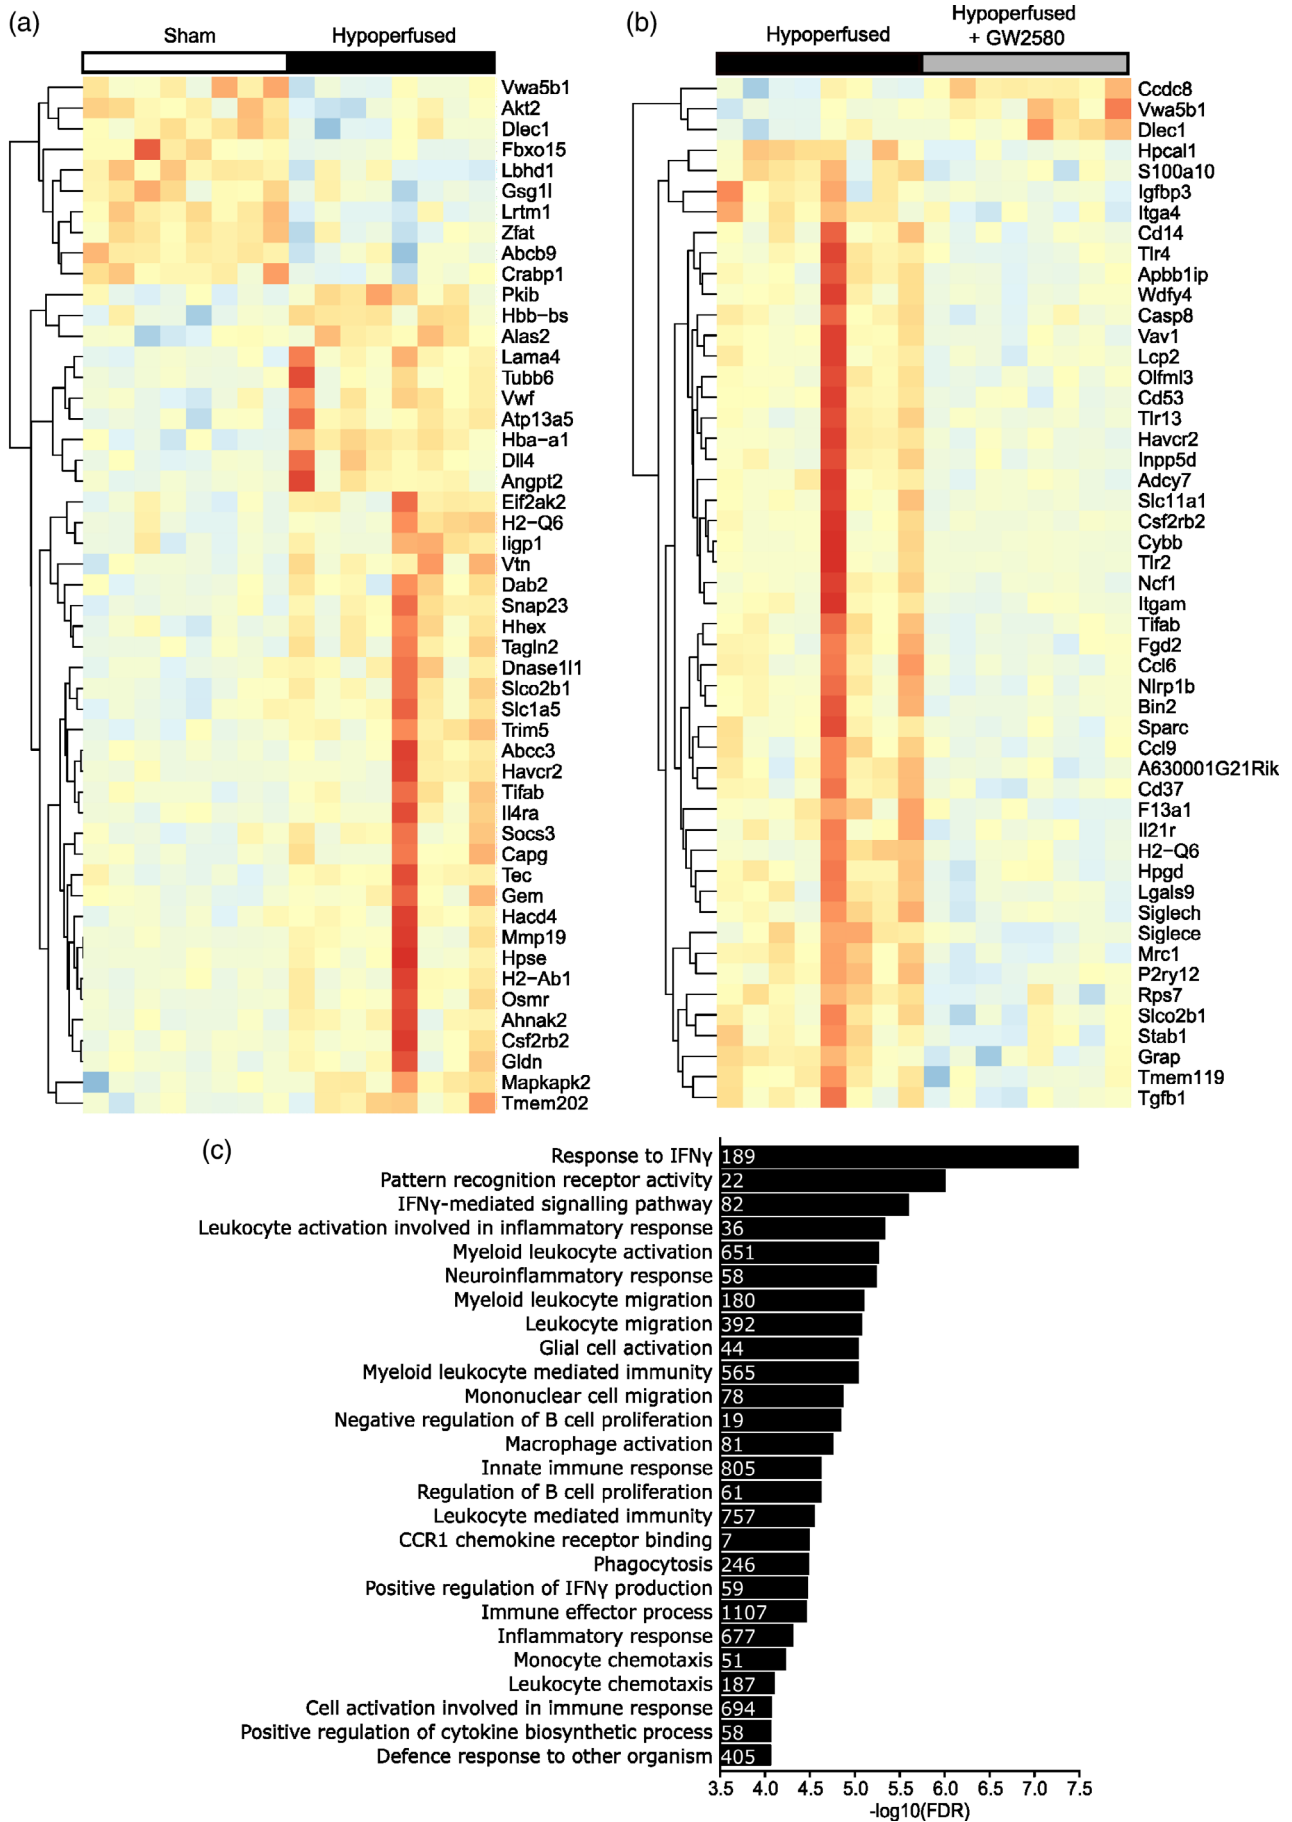 (a)
Sham
Hypoperfused
Vwa5b1
Akt2
Dlec1
Fbxo15
Lbhd1
Gsg1l
Lrtm1
Zfat
Abcb9
Crabp1
Pkib
Hbb-bs
Alas2
Lama4
Tubb6
Vwf
Atp13a5
Hba-a1
Dll4
Angpt2
Eif2ak2
H2-Q6
Iigp1
Vtn
Dab2
Snap23
Hhex
Tagln2
Dnase1l1
Slco2b1
Slc1a5
Trim5
Abcc3
Havcr2
Tifab
Il4ra
Socs3
Capg
Tec
Gem
Hacd4
Mmp19
Hpse
H2-Ab1
Osmr
Ahnak2
Csf2rb2
Gldn
Mapkapk2
Tmem202
(b)
Hypoperfused
Hypoperfused
+ GW2580
Ccdc8
Vwa5b1
Dlec1
Hpcal1
S100a10
Igfbp3
Itga4
Cd14
Tlr4
Apbb1ip
Wdfy4
Casp8
Vav1
Lcp2
Olfml3
Cd53
Tlr13
Havcr2
Inpp5d
Adcy7
Slc11a1
Csf2rb2
Cybb
Tlr2
Ncf1
Itgam
Tifab
Fgd2
Ccl6
Nlrp1b
Bin2
Sparc
Ccl9
A630001G21Rik
Cd37
F13a1
Il21r
H2-Q6
Hpgd
Lgals9
Siglech
Siglece
Mrc1
P2ry12
Rps7
Slco2b1
Stab1
Grap
Tmem119
Tgfb1
(c)
Response to IFNγ 189
Pattern recognition receptor activity 22
IFNγ-mediated signalling pathway 82
Leukocyte activation involved in inflammatory response 36
Myeloid leukocyte activation 651
Neuroinflammatory response 58
Myeloid leukocyte migration 180
Leukocyte migration 392
Glial cell activation 44
Myeloid leukocyte mediated immunity 565
Mononuclear cell migration 78
Negative regulation of B cell proliferation 19
Macrophage activation 81
Innate immune response 805
Regulation of B cell proliferation 61
Leukocyte mediated immunity 757
CCR1 chemokine receptor binding 7
Phagocytosis 246
Positive regulation of IFNγ production 59
Immune effector process 1107
Inflammatory response 677
Monocyte chemotaxis 51
Leukocyte chemotaxis 187
Cell activation involved in immune response 694
Positive regulation of cytokine biosynthetic process 58
Defence response to other organism 405
3.5 4.0 4.5 5.0 5.5 6.0 6.5 7.0 7.5
-log10(FDR)